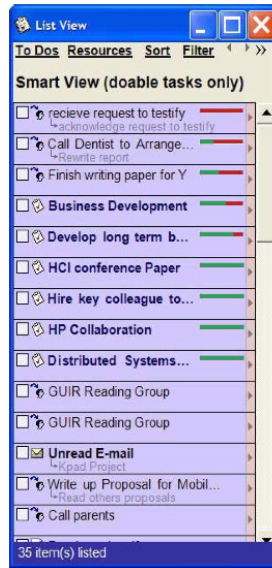 List View
To Dos Resources Sort Filter
Smart View (doable tasks only)
recieve request to testify
acknowledge request to testify
Call Dentist to Arrange...
Rewrite report
Finish writing paper for Y
Business Development
Develop long term b...
HCI conference Paper
Hire key colleague to...
HP Collaboration
Distributed Systems...
GUIR Reading Group
GUIR Reading Group
Unread E-mail
Kpad Project
Write up Proposal for Mobil...
Read others proposals
Call parents
35 item(s) listed